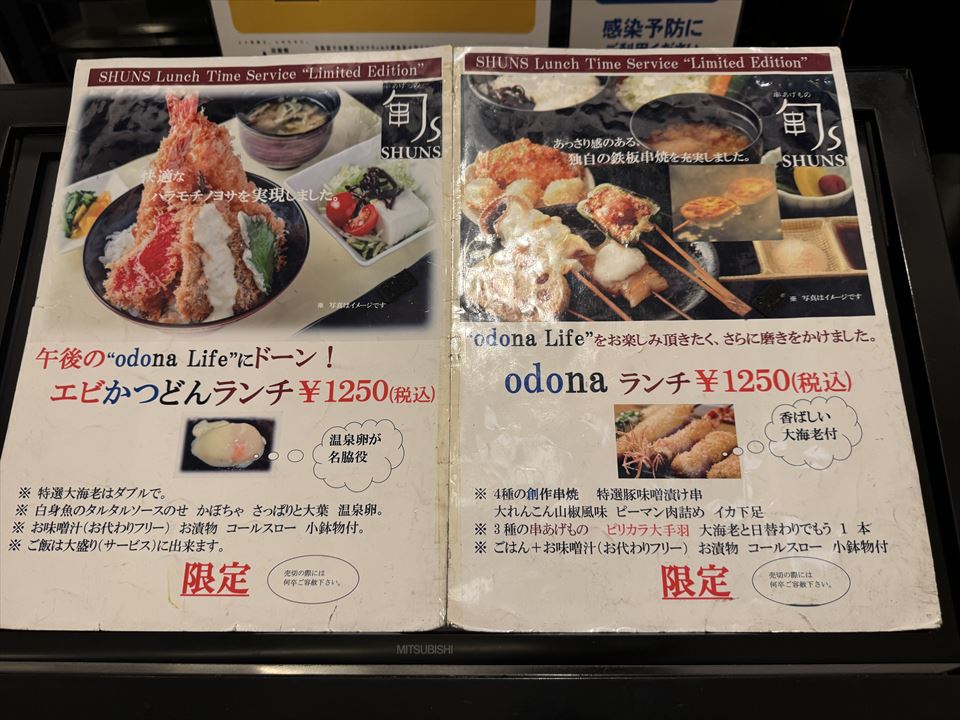 感染予防に
SHUNS Lunch Time Service "Limited Edition"
串あげもの
旬s
SHUNS
快適な
ハラモチノヨサを実現しました。
※ 写真はイメージです
午後の"odona Life"にドーン！
エビかつどんランチ ￥1250(税込)
温泉卵が
名脇役
※ 特選大海老はダブルで。
※ 白身魚のタルタルソースのせ かぼちゃ さっぱりと大葉 温泉卵。
※ お味噌汁(お代わりフリー) お漬物 コールスロー 小鉢物付。
※ ご飯は大盛り(サービス)に出来ます。
限定
売切の際には
何卒ご容赦下さい。
SHUNS Lunch Time Service "Limited Edition"
串あげもの
旬s
SHUNS
あっさり感のある、
独自の鉄板串焼を充実しました。
※ 写真はイメージです
"odona Life"をお楽しみ頂きたく、さらに磨きをかけました。
odona ランチ ￥1250(税込)
香ばしい
大海老付
※ 4種の創作串焼 特選豚味噌漬け串
大れんこん山椒風味 ピーマン肉詰め イカ下足
※ 3種の串あげもの ピリカラ大手羽 大海老と日替わりでもう 1 本
※ ごはん＋お味噌汁(お代わりフリー) お漬物 コールスロー 小鉢物付
限定
売切の際には
何卒ご容赦下さい。
MITSUBISHI